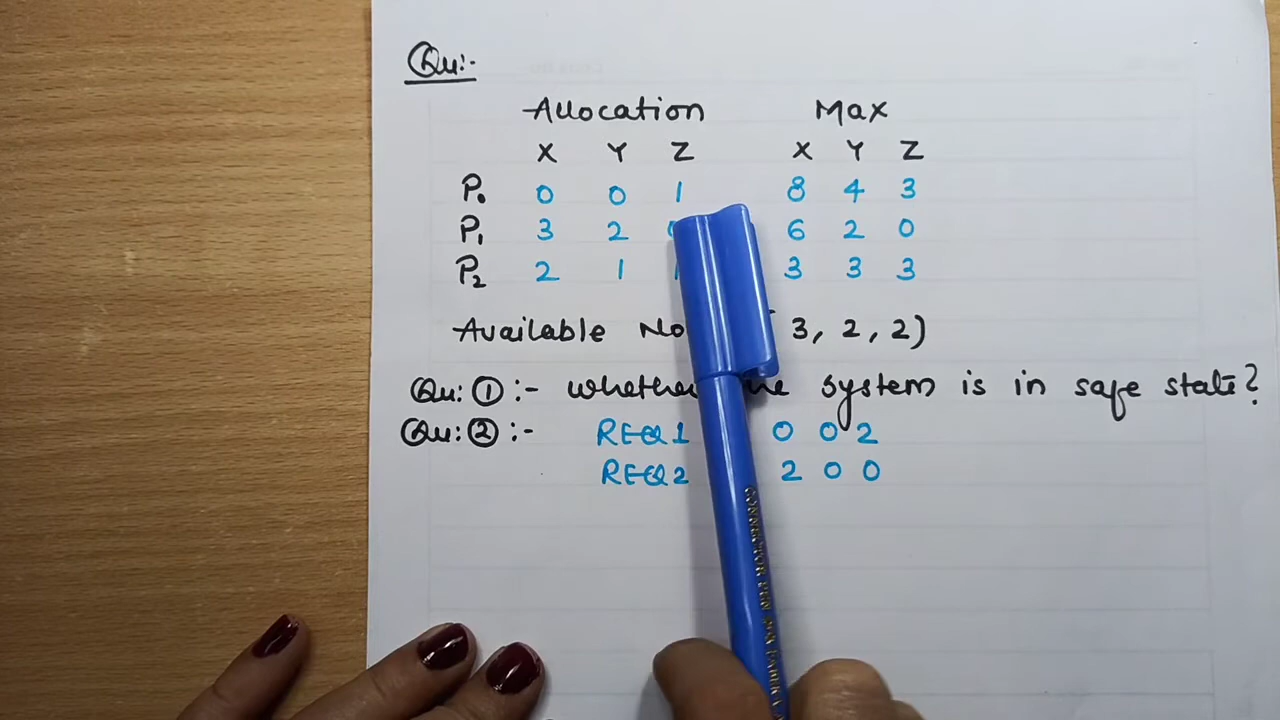 Qu:-
Allocation Max
X Y Z X Y Z
P0 0 0 1 8 4 3
P1 3 2 6 2 0
P2 2 1 3 3 3
Available 3, 2, 2)
Qu: ① :- system is in safe state?
Qu: ② :- REQ1 0 0 2
REQ2 2 0 0